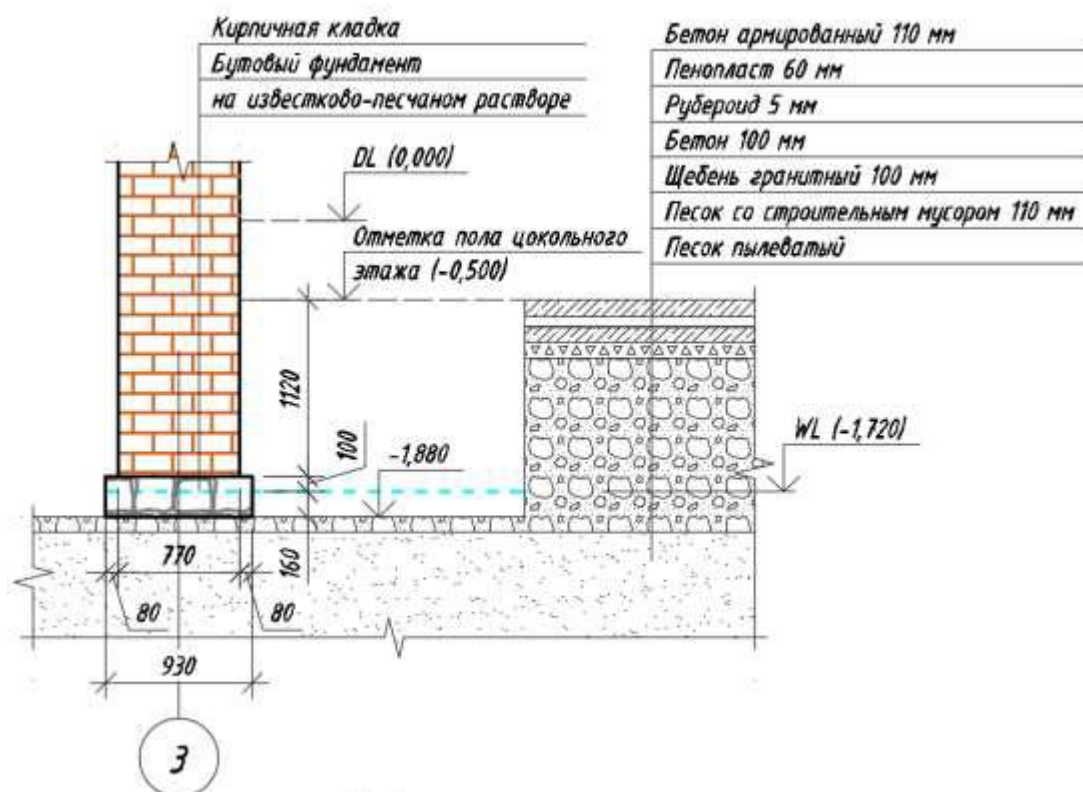 Кирпичная кладка
Бутовый фундамент
на известково-песчаном растворе
Бетон армированный 110 мм
Пенопласт 60 мм
Рубероид 5 мм
Бетон 100 мм
Щебень гранитный 100 мм
Песок со строительным мусором 110 мм
Песок пылеватый
DL (0,000)
Отметка пола цокольного
этажа (-0,500)
1120
100
-1,880
WL (-1,720)
770
160
80
80
930
3